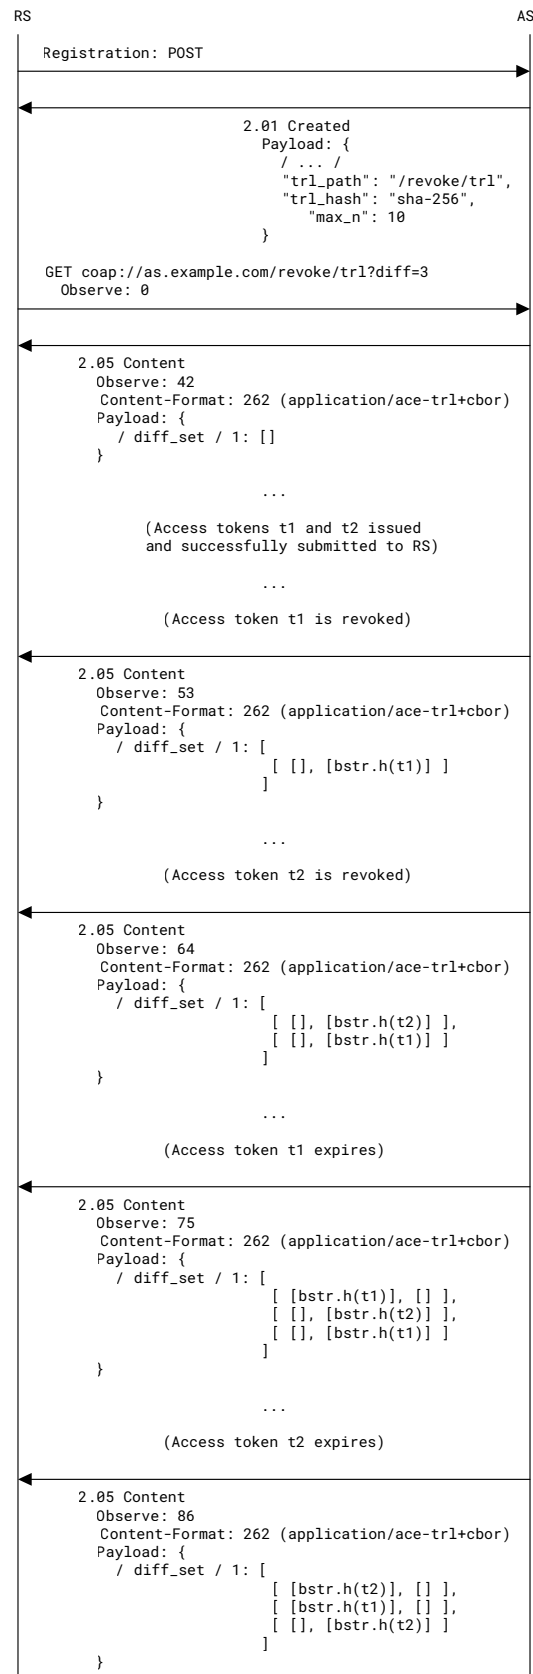 RS AS
Registration: POST
2.01 Created
Payload: {
/ ... /
"trl_path": "/revoke/trl",
"trl_hash": "sha-256",
"max_n": 10
}
GET coap://as.example.com/revoke/trl?diff=3
Observe: 0
2.05 Content
Observe: 42
Content-Format: 262 (application/ace-trl+cbor)
Payload: {
/ diff_set / 1: []
}
...
(Access tokens t1 and t2 issued
and successfully submitted to RS)
...
(Access token t1 is revoked)
2.05 Content
Observe: 53
Content-Format: 262 (application/ace-trl+cbor)
Payload: {
/ diff_set / 1: [
[ [], [bstr.h(t1)] ]
]
}
...
(Access token t2 is revoked)
2.05 Content
Observe: 64
Content-Format: 262 (application/ace-trl+cbor)
Payload: {
/ diff_set / 1: [
[ [], [bstr.h(t2)] ],
[ [], [bstr.h(t1)] ]
]
}
...
(Access token t1 expires)
2.05 Content
Observe: 75
Content-Format: 262 (application/ace-trl+cbor)
Payload: {
/ diff_set / 1: [
[ [bstr.h(t1)], [] ],
[ [], [bstr.h(t2)] ],
[ [], [bstr.h(t1)] ]
]
}
...
(Access token t2 expires)
2.05 Content
Observe: 86
Content-Format: 262 (application/ace-trl+cbor)
Payload: {
/ diff_set / 1: [
[ [bstr.h(t2)], [] ],
[ [bstr.h(t1)], [] ],
[ [], [bstr.h(t2)] ]
]
}